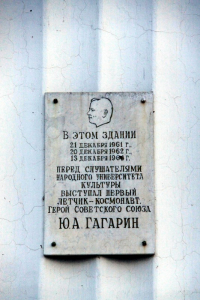 В ЭТОМ ЗДАНИИ
21 ДЕКАБРЯ 1961 Г.,
20 ДЕКАБРЯ 1962 Г.,
13 ДЕКАБРЯ Г.
ПЕРЕД СЛУШАТЕЛЯМИ
НАРОДНОГО УНИВЕРСИТЕТА
КУЛЬТУРЫ
ВЫСТУПАЛ ПЕРВЫЙ
ЛЕТЧИК-КОСМОНАВТ,
ГЕРОЙ СОВЕТСКОГО СОЮЗА
Ю.А. ГАГАРИН